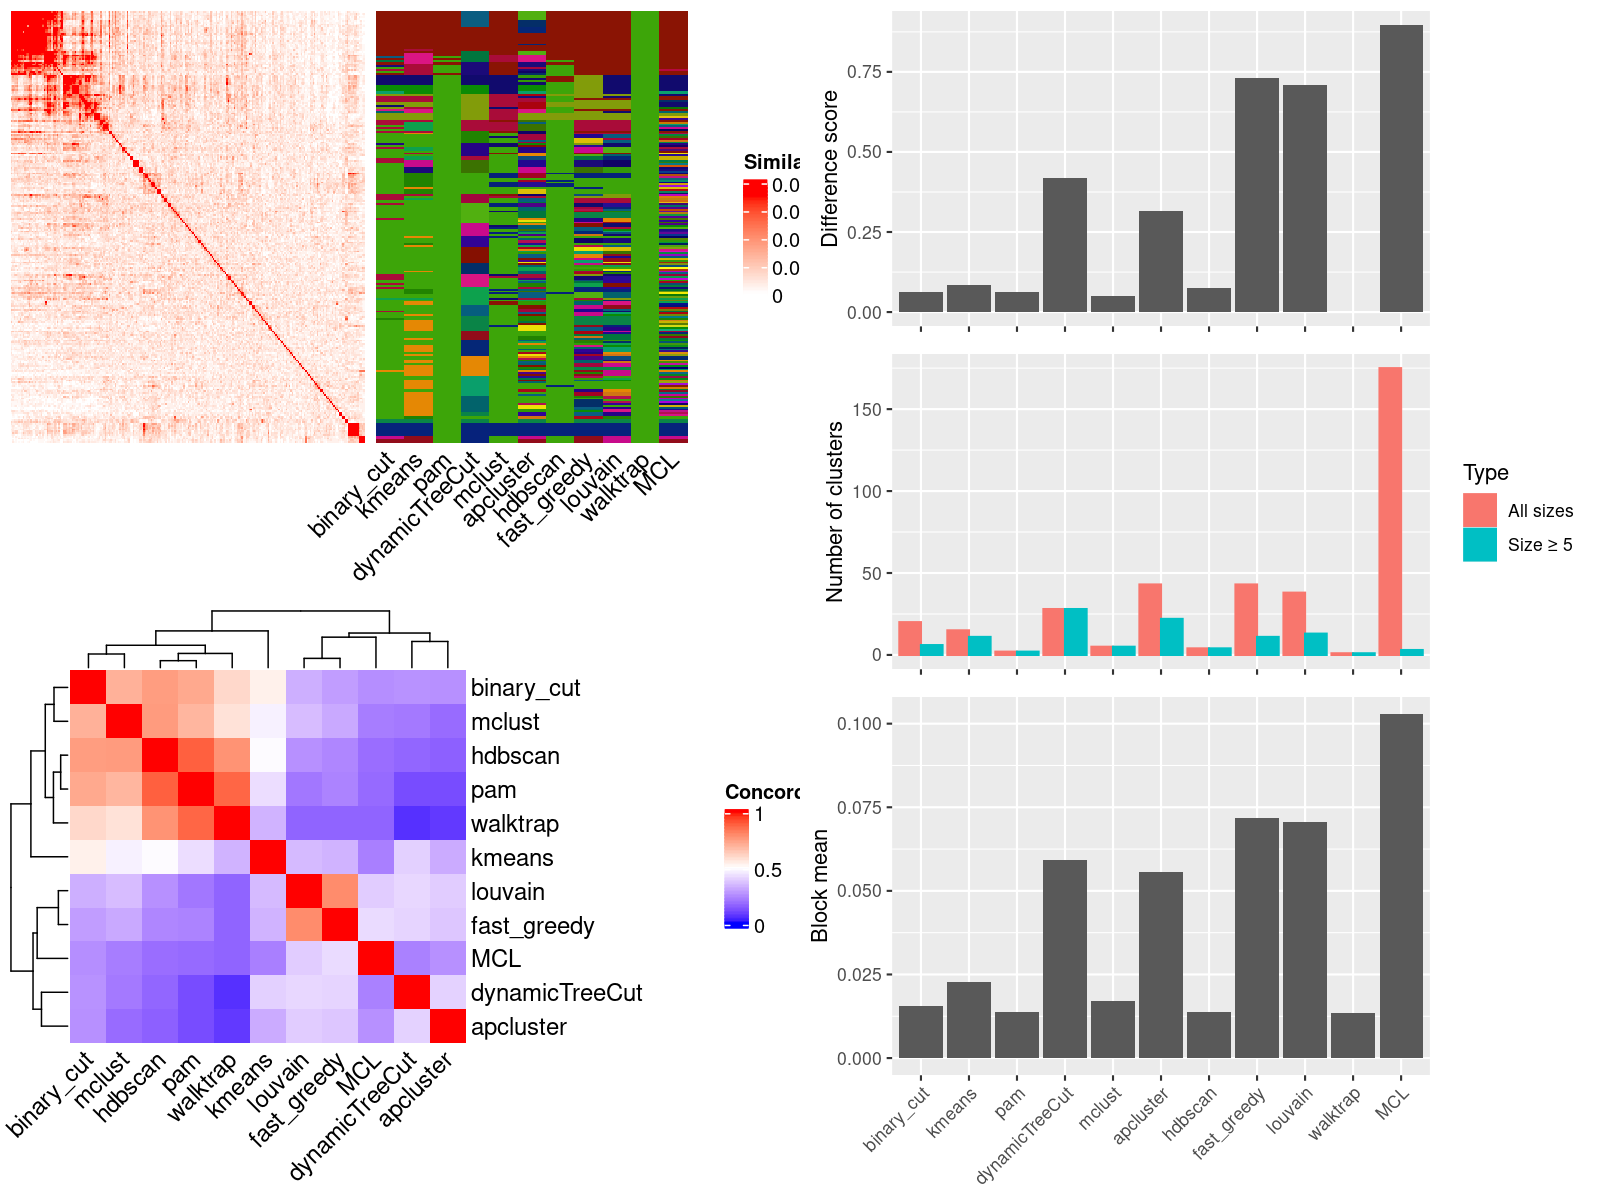 Simila
0.0
0.0
0.0
0.0
0
binary_cut
kmeans
pam
dynamicTreeCut
mclust
apcluster
hdbscan
fast_greedy
louvain
walktrap
MCL
binary_cut
mclust
hdbscan
pam
walktrap
kmeans
louvain
fast_greedy
MCL
dynamicTreeCut
apcluster
binary_cut
mclust
hdbscan
pam
walktrap
kmeans
louvain
fast_greedy
MCL
dynamicTreeCut
apcluster
Concord
1
0.5
0
Difference score
0.75
0.50
0.25
0.00
Number of clusters
150
100
50
0
Type
All sizes
Size ≥ 5
Block mean
0.100
0.075
0.050
0.025
0.000
binary_cut
kmeans
pam
dynamicTreeCut
mclust
apcluster
hdbscan
fast_greedy
louvain
walktrap
MCL